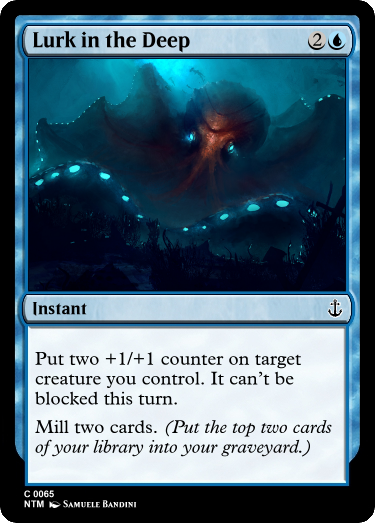 Lurk in the Deep 2
Instant
Put two +1/+1 counter on target
creature you control. It can't be
blocked this turn.
Mill two cards. (Put the top two cards
of your library into your graveyard.)
C 0065
NTM Samuele Bandini